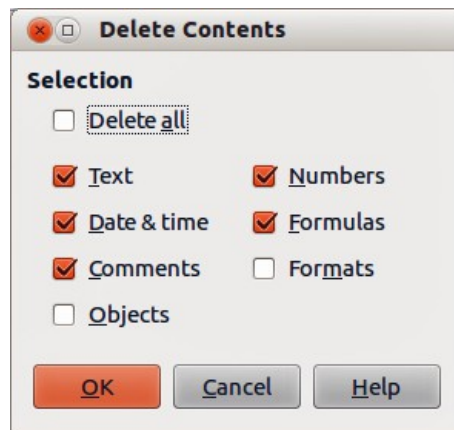 Delete Contents
Selection
Delete all
Text
Numbers
Date & time
Formulas
Comments
Formats
Objects
OK
Cancel
Help